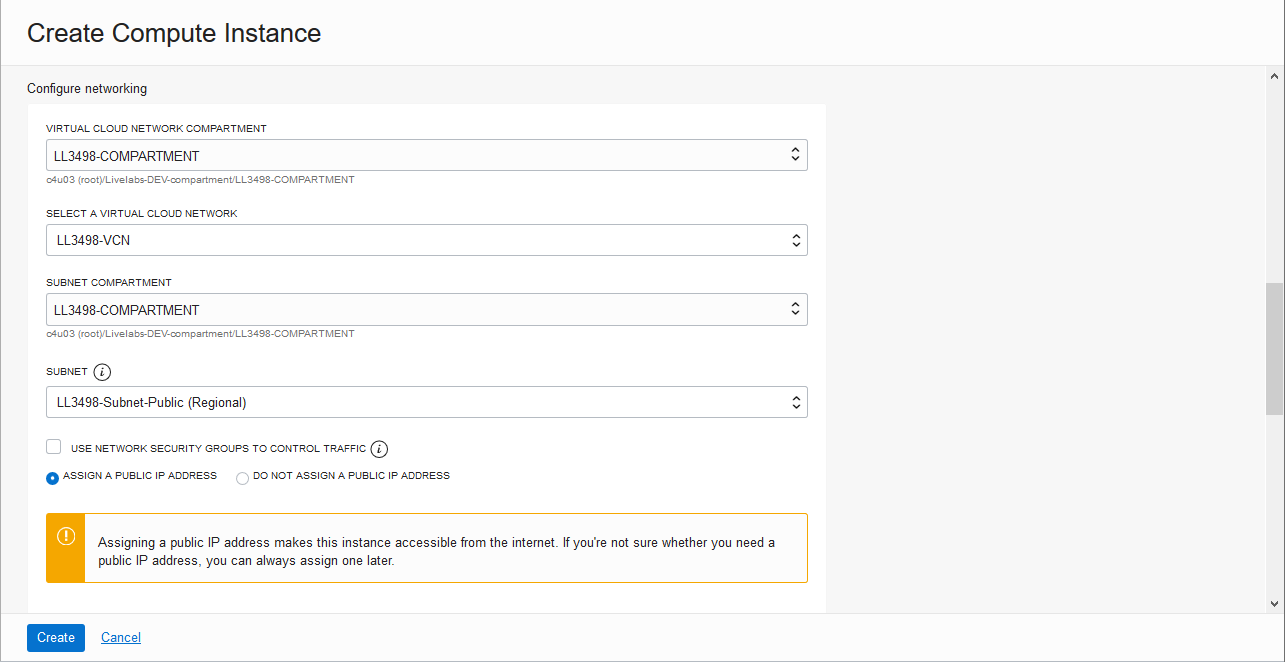 Create Compute Instance
Configure networking
VIRTUAL CLOUD NETWORK COMPARTMENT
LL3498-COMPARTMENT
c4u03 (root)/Livelabs-DEV-compartment/LL3498-COMPARTMENT
SELECT A VIRTUAL CLOUD NETWORK
LL3498-VCN
SUBNET COMPARTMENT
LL3498-COMPARTMENT
c4u03 (root)/Livelabs-DEV-compartment/LL3498-COMPARTMENT
SUBNET
LL3498-Subnet-Public (Regional)
USE NETWORK SECURITY GROUPS TO CONTROL TRAFFIC
ASSIGN A PUBLIC IP ADDRESS DO NOT ASSIGN A PUBLIC IP ADDRESS
Assigning a public IP address makes this instance accessible from the internet. If you're not sure whether you need a
public IP address, you can always assign one later.
Create Cancel